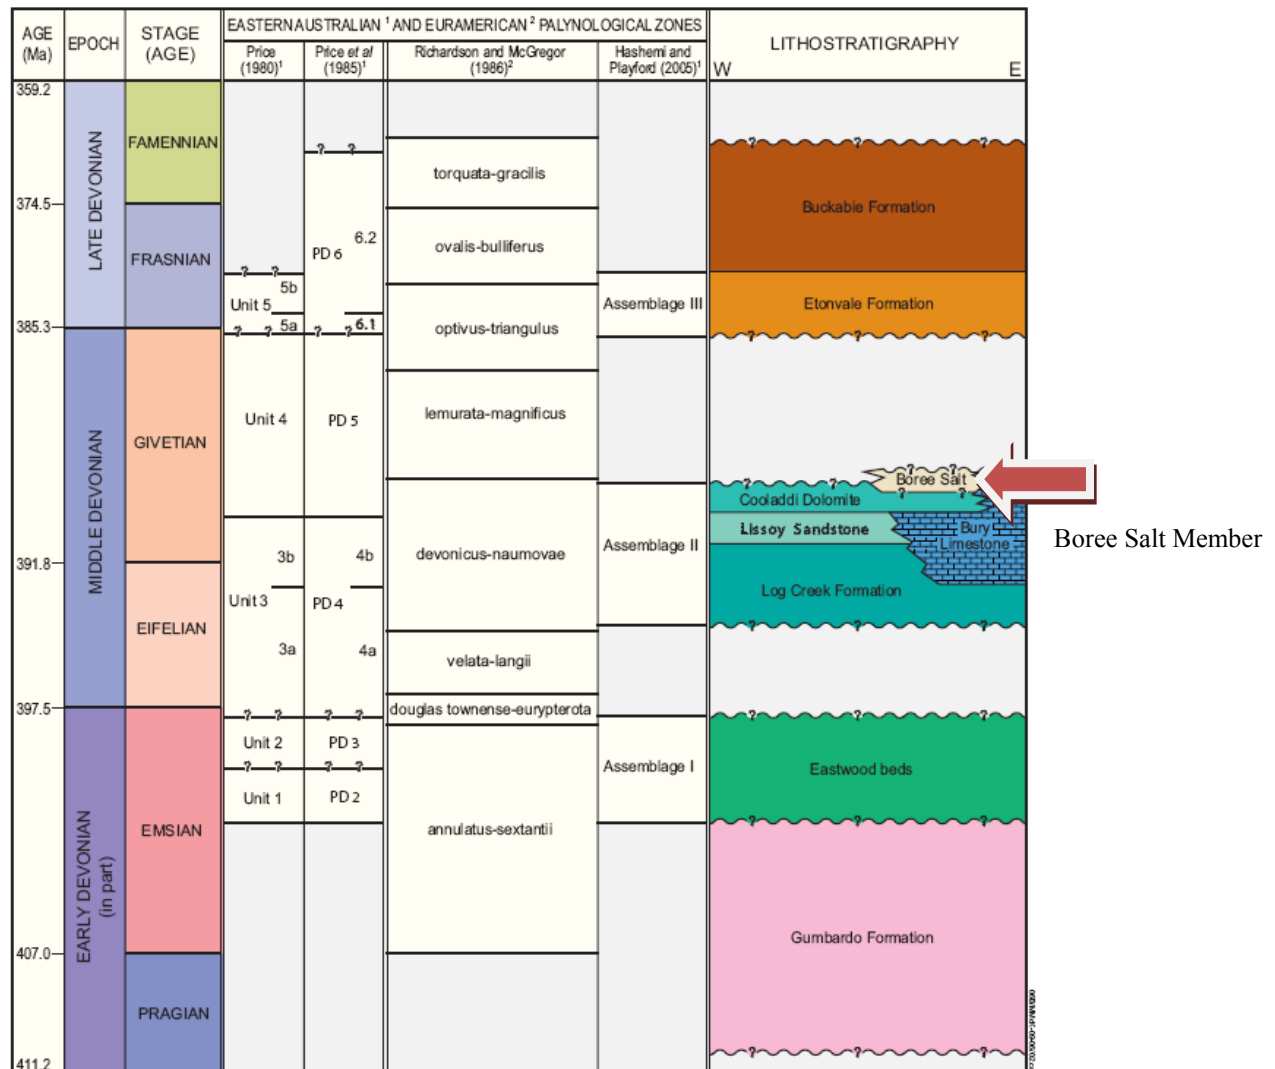 AGE
(Ma)
EPOCH
STAGE
(AGE)
EASTERN AUSTRALIAN ¹ AND EURAMERICAN ² PALYNOLOGICAL ZONES
Price
(1980)¹
Price et al
(1985)¹
Richardson and McGregor
(1986)²
Hashemi and
Playford (2005)¹
LITHOSTRATIGRAPHY
W
E
359.2
374.5
385.3
391.8
397.5
407.0
411.2
LATE DEVONIAN
MIDDLE DEVONIAN
EARLY DEVONIAN
(in part)
FAMENNIAN
FRASNIAN
GIVETIAN
EIFELIAN
EMSIAN
PRAGIAN
? ?
5b
Unit 5
5a
? ?
Unit 4
3b
Unit 3
3a
? ?
Unit 2
? ?
Unit 1
? ?
6.2
PD 6
6.1
? ?
PD 5
4b
PD 4
4a
? ?
PD 3
? ?
PD 2
torquata-gracilis
ovalis-bulliferus
optivus-triangulus
lemurata-magnificus
devonicus-naumovae
velata-langii
douglas townense-eurypterota
annulatus-sextantii
Assemblage III
Assemblage II
Assemblage I
? ? ?
Buckabie Formation
Etonvale Formation
? ? ?
? ?
Boree Salt
? ?
? ?
Cooladdi Dolomite
Lissoy Sandstone
Bury
Limestone
Log Creek Formation
? ? ?
? ? ?
Eastwood beds
? ? ?
Gumbardo Formation
? ? ?
Boree Salt Member